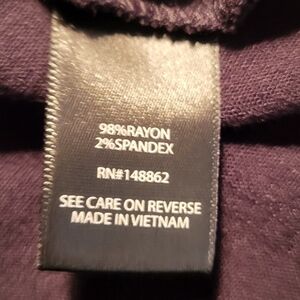 98%RAYON
2%SPANDEX
RN#148862
SEE CARE ON REVERSE
MADE IN VIETNAM